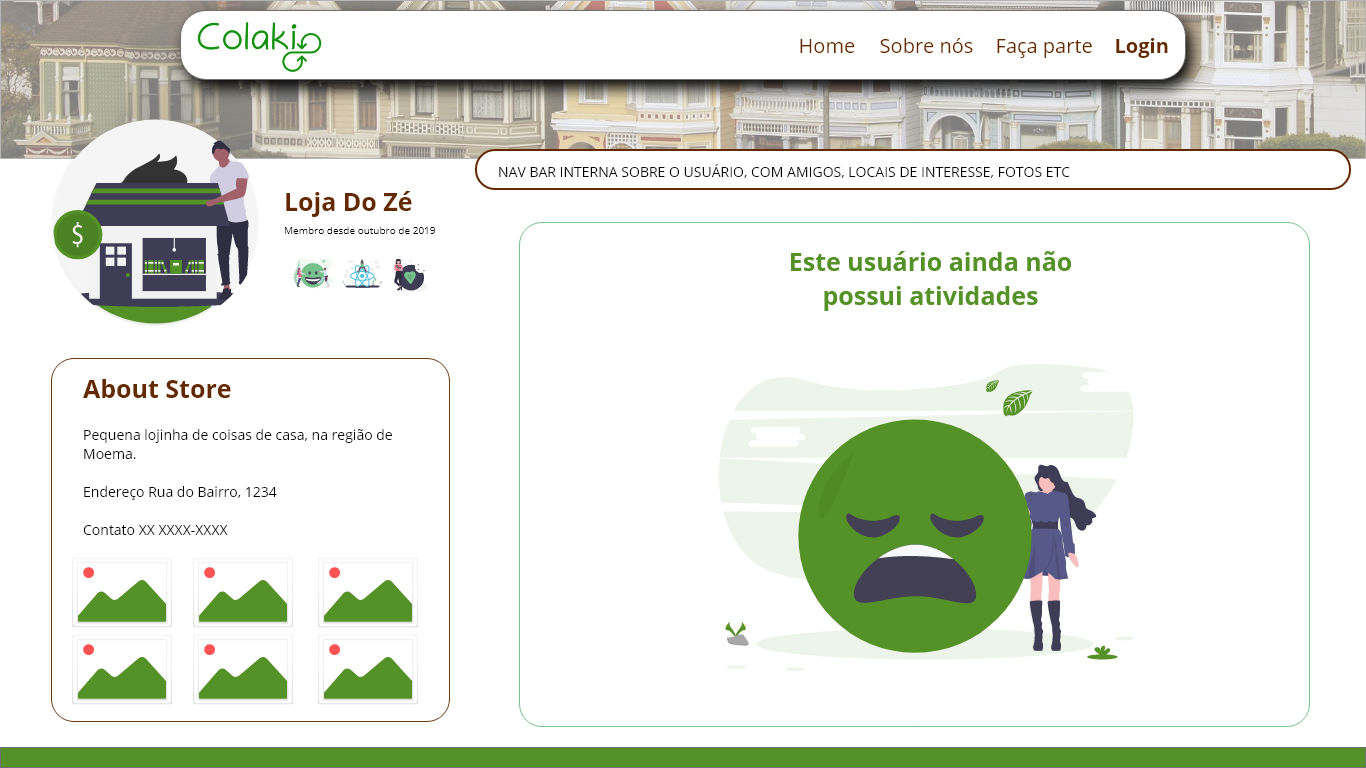 Colakio
Home Sobre nós Faça parte Login
NAV BAR INTERNA SOBRE O USUÁRIO, COM AMIGOS, LOCAIS DE INTERESSE, FOTOS ETC
Loja Do Zé
Membro desde outubro de 2019
$
Este usuário ainda não
possui atividades
About Store
Pequena lojinha de coisas de casa, na região de
Moema.
Endereço Rua do Bairro, 1234
Contato XX XXXX-XXXX